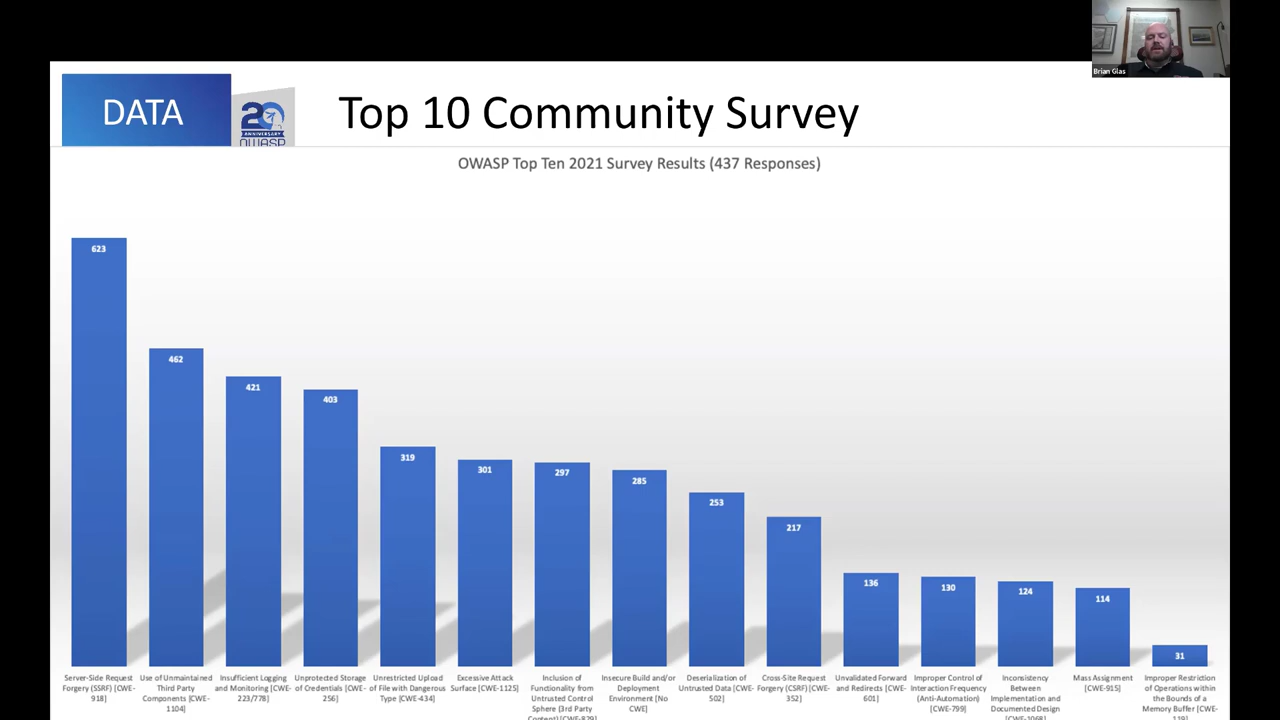 Brian Glas
DATA
20
ANNIVERSARY
OWASP
Top 10 Community Survey
OWASP Top Ten 2021 Survey Results (437 Responses)
623
462
421
403
319
301
297
285
253
217
136
130
124
114
31
Server-Side Request
Forgery (SSRF) [CWE-
918]
Use of Unmaintained
Third Party
Components [CWE-
1104]
Insufficient Logging
and Monitoring [CWE-
223/778]
Unprotected Storage
of Credentials [CWE-
256]
Unrestricted Upload
of File with Dangerous
Type [CWE-434]
Excessive Attack
Surface [CWE-1125]
Inclusion of
Functionality from
Untrusted Control
Sphere (3rd Party
Content) [CWE-829]
Insecure Build and/or
Deployment
Environment [No
CWE]
Deserialization of
Untrusted Data [CWE-
502]
Cross-Site Request
Forgery (CSRF) [CWE-
352]
Unvalidated Forward
and Redirects [CWE-
601]
Improper Control of
Interaction Frequency
(Anti-Automation)
[CWE-799]
Inconsistency
Between
Implementation and
Documented Design
[CWE-1068]
Mass Assignment
[CWE-915]
Improper Restriction
of Operations within
the Bounds of a
Memory Buffer [CWE-
119]